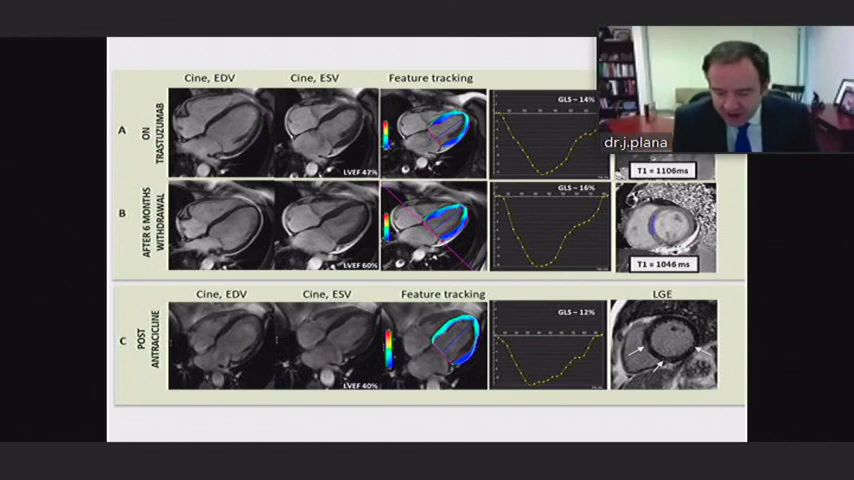 Cine, EDV
Cine, ESV
Feature tracking
A
ON
TRASTUZUMAB
LVEF 47%
GLS – 14%
T1 = 1106ms
dr.j.plana
B
AFTER 6 MONTHS
WITHDRAWAL
LVEF 60%
GLS – 16%
T1 = 1046 ms
Cine, EDV
Cine, ESV
Feature tracking
LGE
C
POST
ANTRACICLINE
LVEF 40%
GLS – 12%